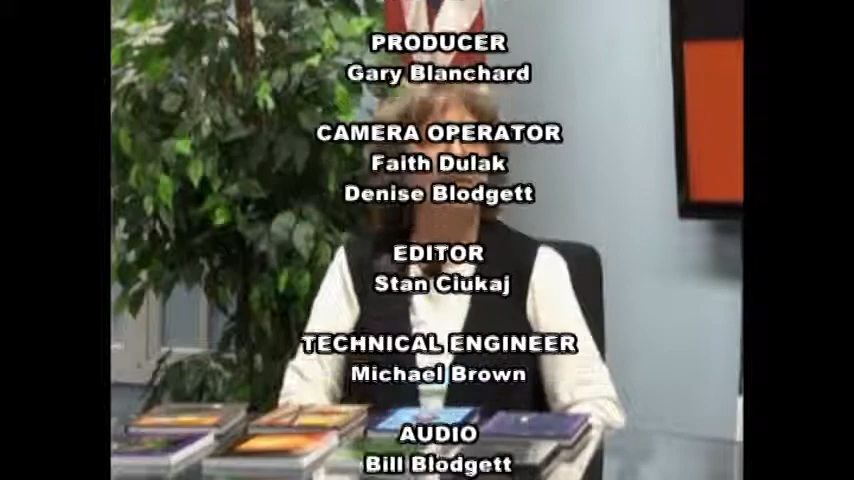 PRODUCER
Gary Blanchard
CAMERA OPERATOR
Faith Dulak
Denise Blodgett
EDITOR
Stan Ciukaj
TECHNICAL ENGINEER
Michael Brown
AUDIO
Bill Blodgett